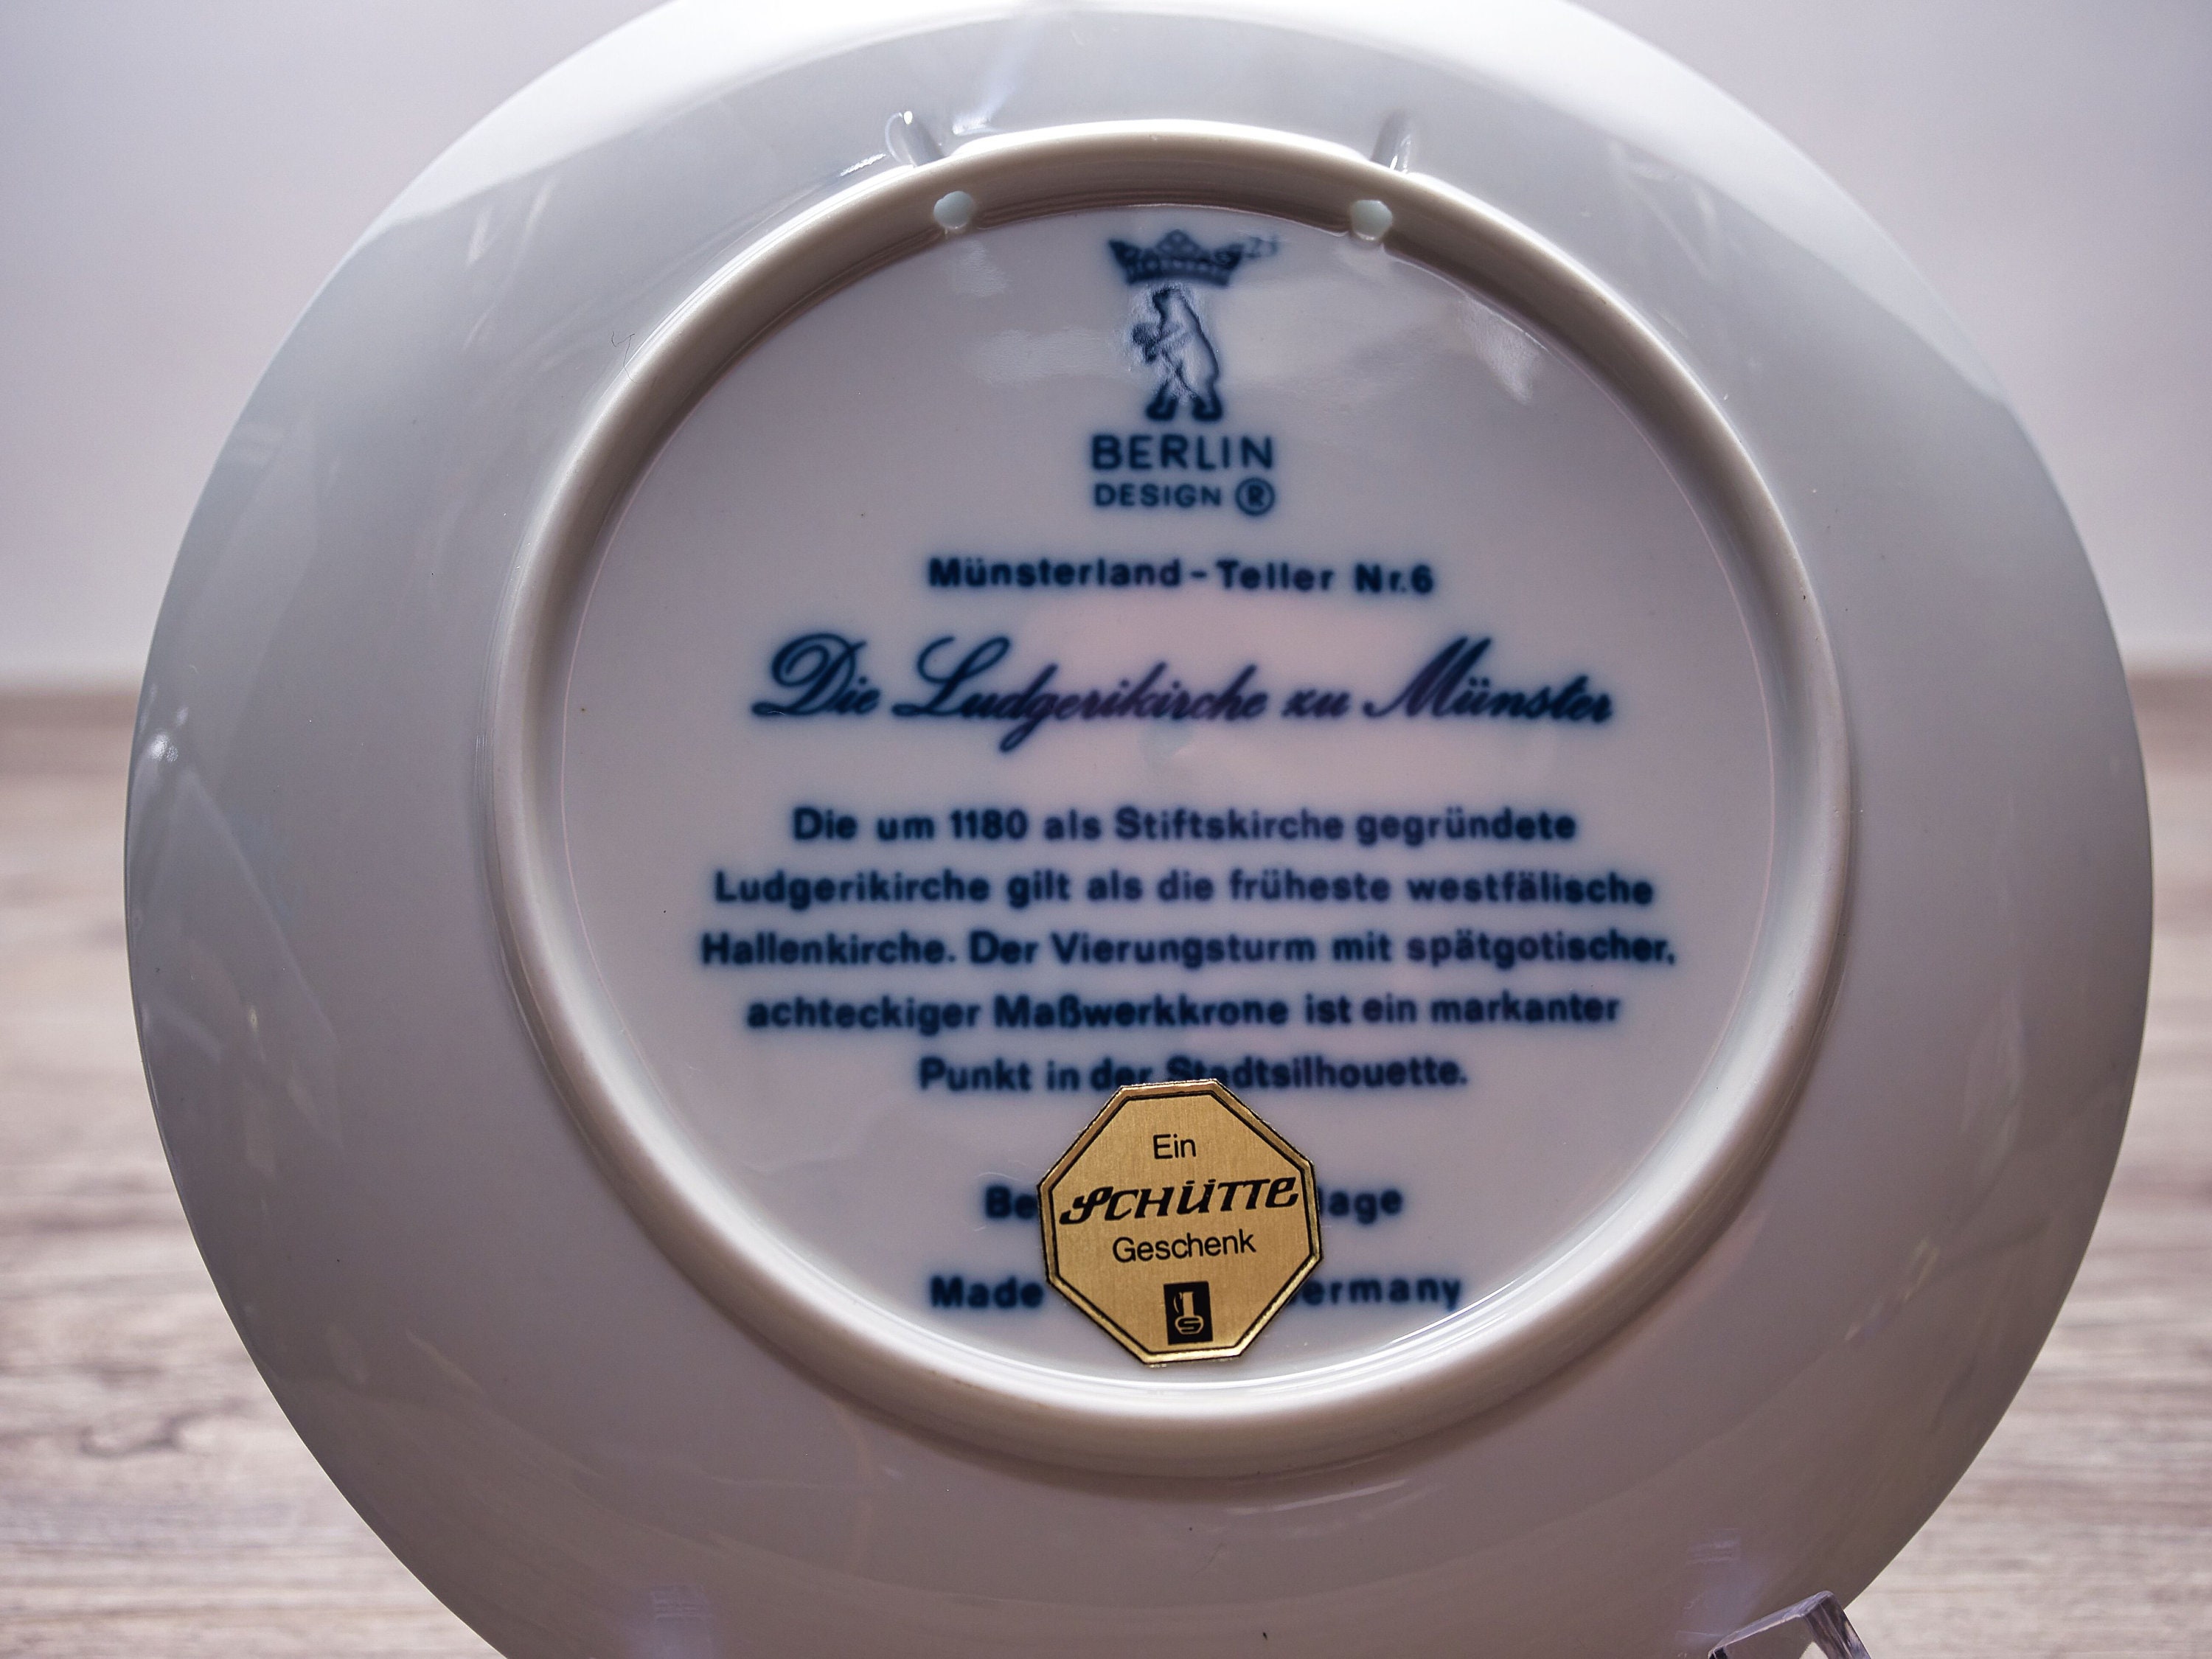 BERLIN
DESIGN ®
Münsterland-Teller Nr.6
Die Ludgerikirche zu Münster
Die um 1180 als Stiftskirche gegründete
Ludgerikirche gilt als die früheste westfälische
Hallenkirche. Der Vierungsturm mit spätgotischer,
achteckiger Maßwerkkrone ist ein markanter
Punkt in der Stadtsilhouette.
Ein
SCHÜTTE
Geschenk
Made ermany